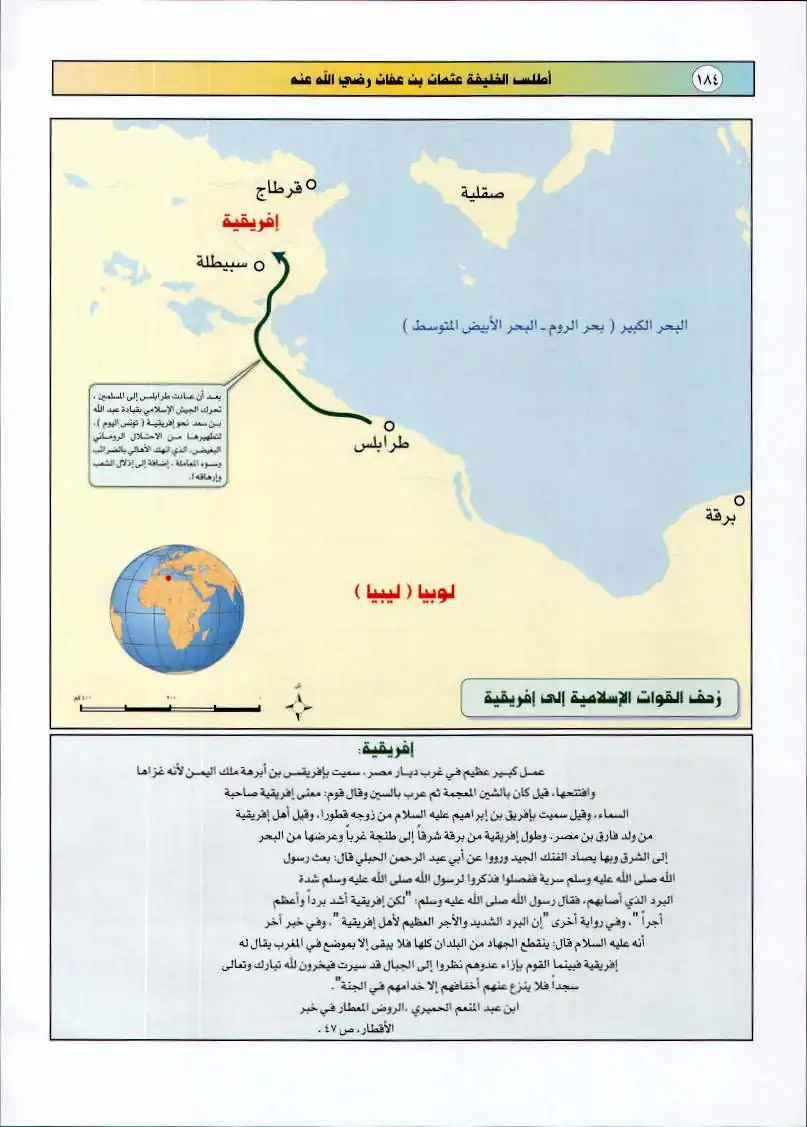 أطلس الخليفة عثمان بن عفان رضي الله عنه
١٨٤
قرطاج
صقلية
إفريقية
سبيطلة
البحر الكبير ( بحر الروم - البحر الأبيض المتوسط )
بعد أن عادت طرابلس إلى المسلمين ،
تحرك الجيش الإسلامي بقيادة عبد الله
بن سعد نحو إفريقية ( تونس اليوم ) ،
لتطهيرها من الاحتلال الروماني
البغيض، الذي أنهك الأهالي بالضرائب
وسوء المعاملة ، إضافة إلى إذلال الشعب
وإرهاقه !.
طرابلس
برقة
لوبيا ( ليبيا )
٤٠٠ كم ٢٠٠ ٠
زحف القوات الإسلامية إلى إفريقية
إفريقية:
عمل كبير عظيم في غرب ديار مصر، سميت بإفريقس بن أبرهة ملك اليمن لأنه غزاها
وافتتحها، قيل كان بالشين المعجمة ثم عرب بالسين وقال قوم: معنى إفريقية صاحبة
السماء، وقيل سميت بإفريق بن إبراهيم عليه السلام من زوجه قطورا، وقيل أهل إفريقية
من ولد فارق بن مصر. وطول إفريقية من برقة شرقاً إلى طنجة غرباً وعرضها من البحر
إلى الشرق وبها يصاد الفنك الجيد ورووا عن أبي عبد الرحمن الحبلي قال: بعث رسول
الله صلى الله عليه وسلم سرية ففصلوا فذكروا لرسول الله صلى الله عليه وسلم شدة
البرد الذي أصابهم، فقال رسول الله صلى الله عليه وسلم: "لكن إفريقية أشد برداً وأعظم
أجراً "، وفي رواية أخرى "إن البرد الشديد والأجر العظيم لأهل إفريقية "، وفي خبر آخر
أنه عليه السلام قال: ينقطع الجهاد من البلدان كلها فلا يبقى إلا بموضع في المغرب يقال له
إفريقية فبينما القوم بإزاء عدوهم نظروا إلى الجبال قد سيرت فيخرون لله تبارك وتعالى
سجداً فلا ينزع عنهم أخفافهم إلا خدامهم في الجنة".
ابن عبد المنعم الحميري ،الروض المعطار في خبر
الأقطار، ص ٤٧ .